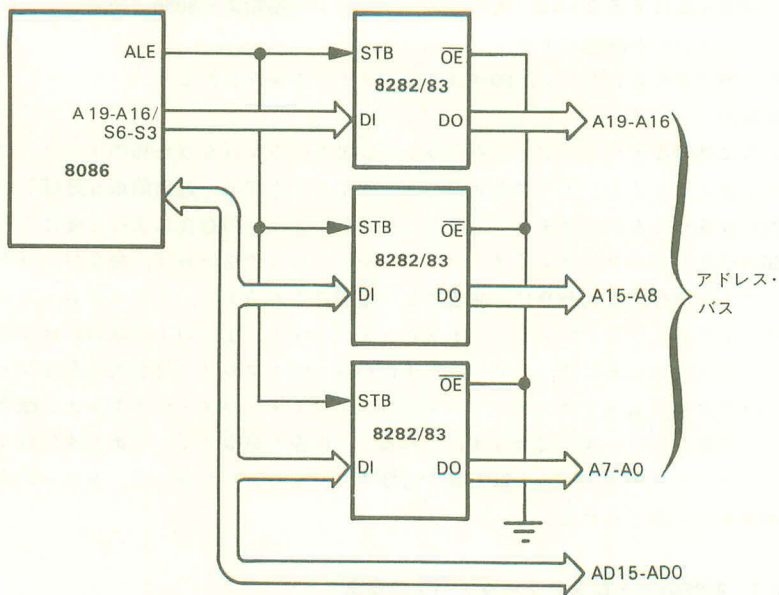 ALE
A19-A16/
S6-S3
8086
STB
OE
8282/83
DI
DO
A19-A16
STB
OE
8282/83
DI
DO
A15-A8
アドレス・
バス
STB
OE
8282/83
DI
DO
A7-A0
AD15-AD0